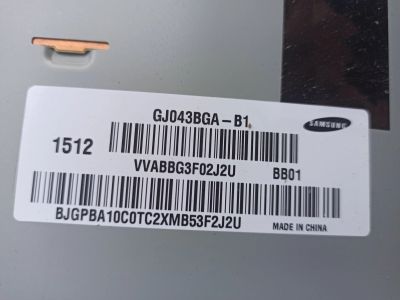 GJ043BGA-B1
SAMSUNG
1512
VVABBG3F02J2U BB01
BJGPBA10C0TC2XMB53F2J2U
MADE IN CHINA